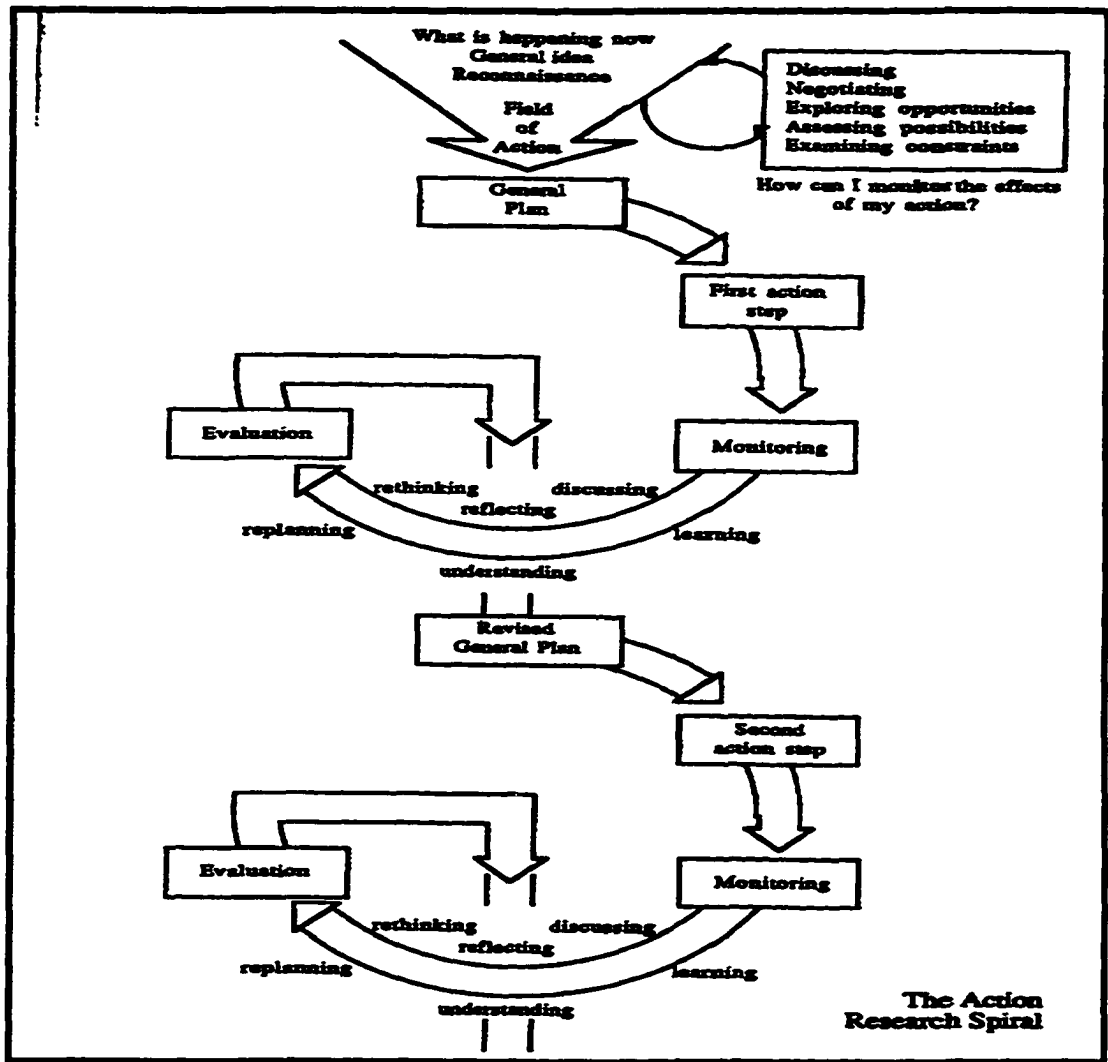 What is happening now
General idea
Reconnaissance
Field
of
Action
Discussing
Negotiating
Exploring opportunities
Assessing possibilities
Examining constraints
How can I monitor the effects
of my action?
General
Plan
First action
step
Evaluation
Monitoring
rethinking
discussing
reflecting
replanning
learning
understanding
Revised
General Plan
Second
action step
Evaluation
Monitoring
rethinking
discussing
reflecting
replanning
learning
understanding
The Action
Research Spiral